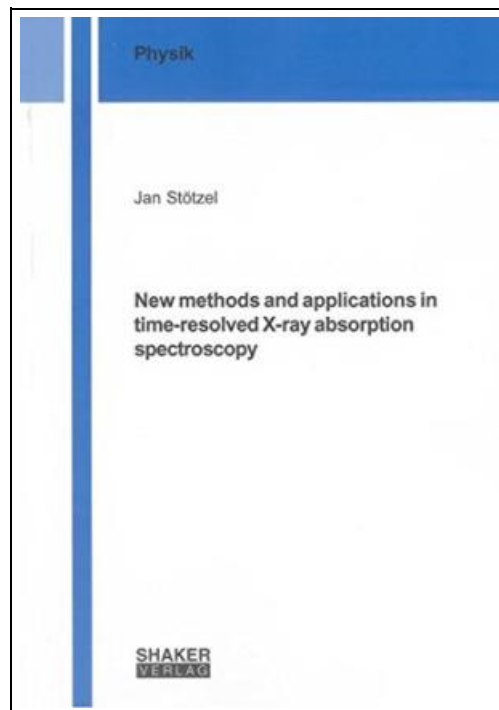 Physik
Jan Stötzel
New methods and applications in
time-resolved X-ray absorption
spectroscopy
SHAKER
VERLAG